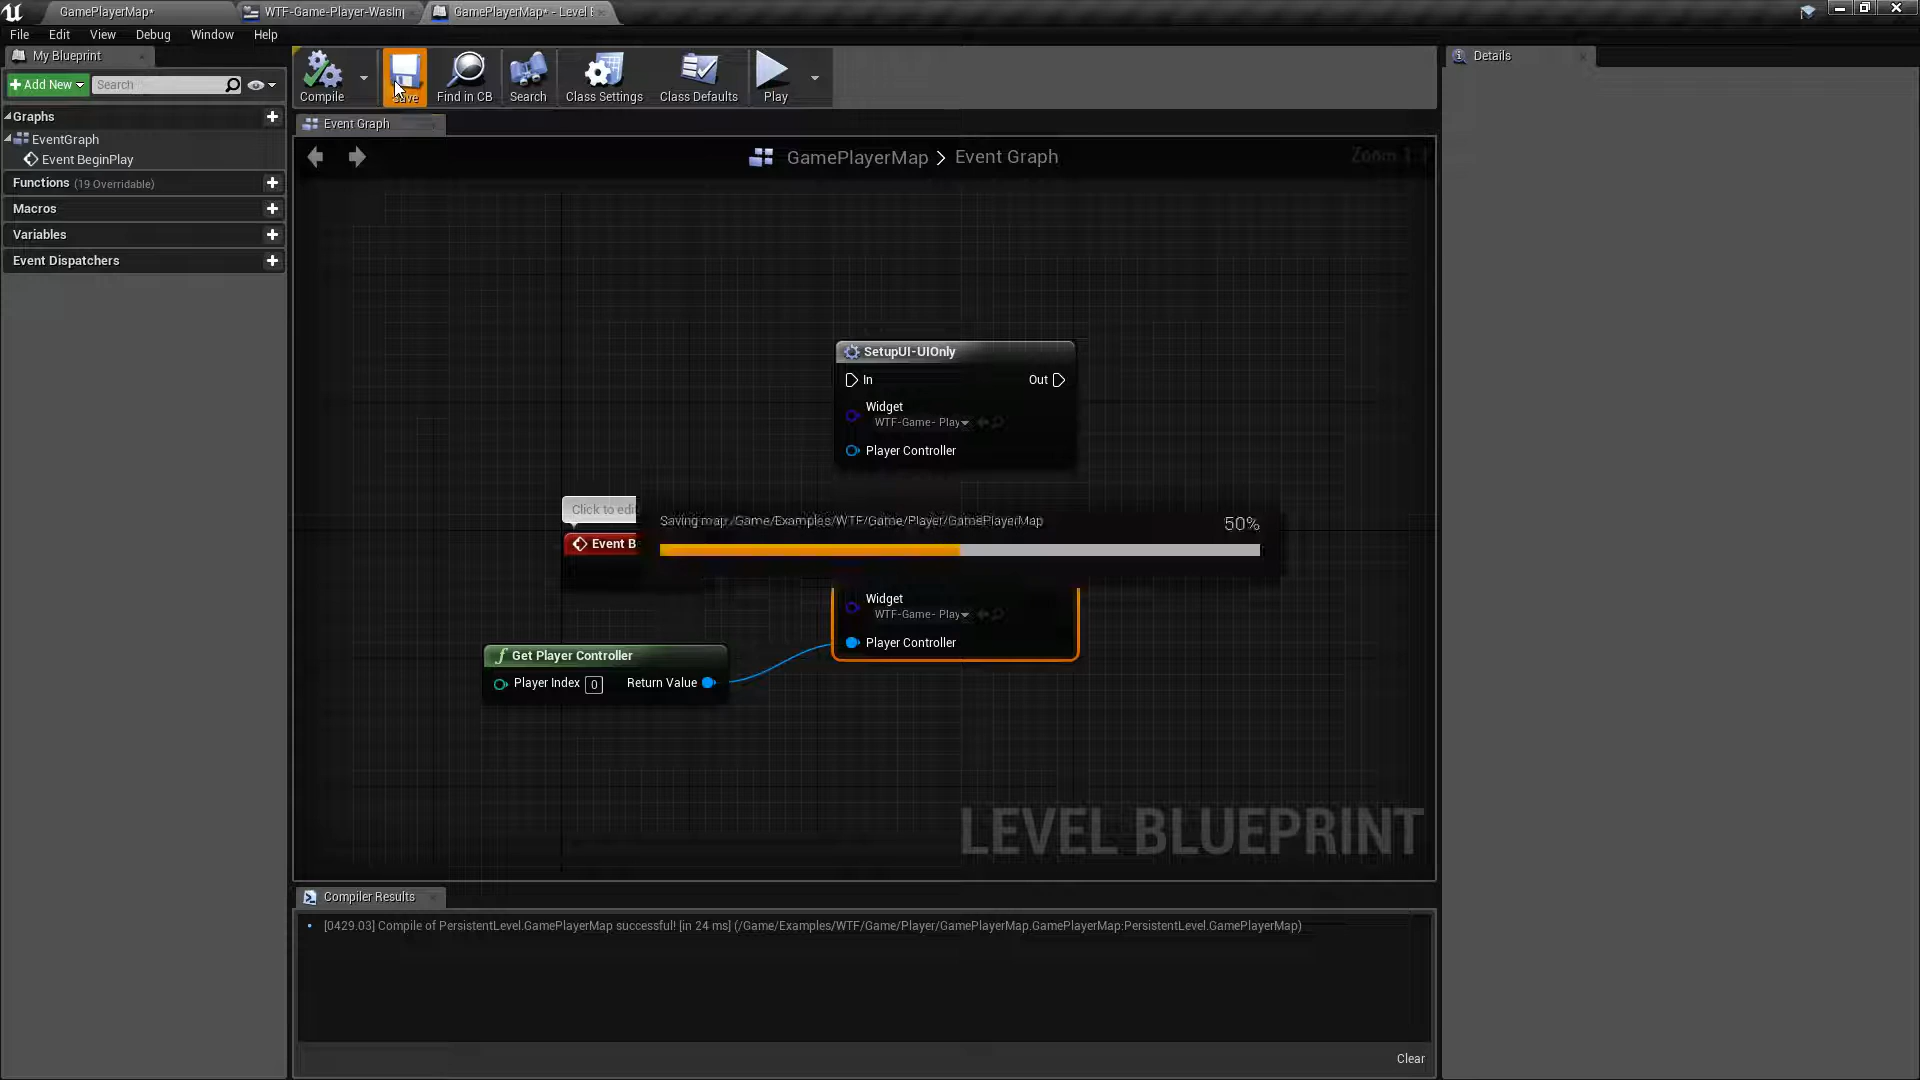 GamePlayerMap*
WTF-Game-Player-WasInp
GamePlayerMap* - Level B
File Edit View Debug Window Help
My Blueprint
Details
Add New
Search
Compile
Save
Find in CB
Search
Class Settings
Class Defaults
Play
Graphs
Event Graph
EventGraph
Event BeginPlay
GamePlayerMap > Event Graph
Zoom 1:1
Functions (19 Overridable)
Macros
Variables
Event Dispatchers
SetupUI-UIOnly
In
Out
Widget
WTF-Game- Play
Player Controller
Click to edi
Saving map /Game/Examples/WTF/Game/Player/GamePlayerMap
50%
Event B
Widget
WTF-Game- Play
Player Controller
Get Player Controller
Player Index 0
Return Value
LEVEL BLUEPRINT
Compiler Results
[0429.03] Compile of PersistentLevel.GamePlayerMap successful! [in 24 ms] (/Game/Examples/WTF/Game/Player/GamePlayerMap.GamePlayerMap:PersistentLevel.GamePlayerMap)
Clear